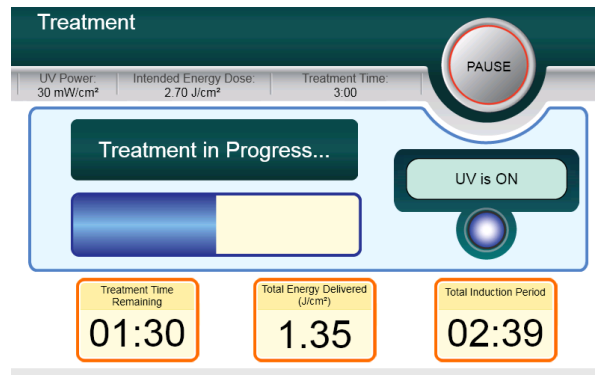 Treatment
PAUSE
UV Power:
30 mW/cm²
Intended Energy Dose:
2.70 J/cm²
Treatment Time:
3:00
Treatment in Progress...
UV is ON
Treatment Time
Remaining
01:30
Total Energy Delivered
(J/cm²)
1.35
Total Induction Period
02:39